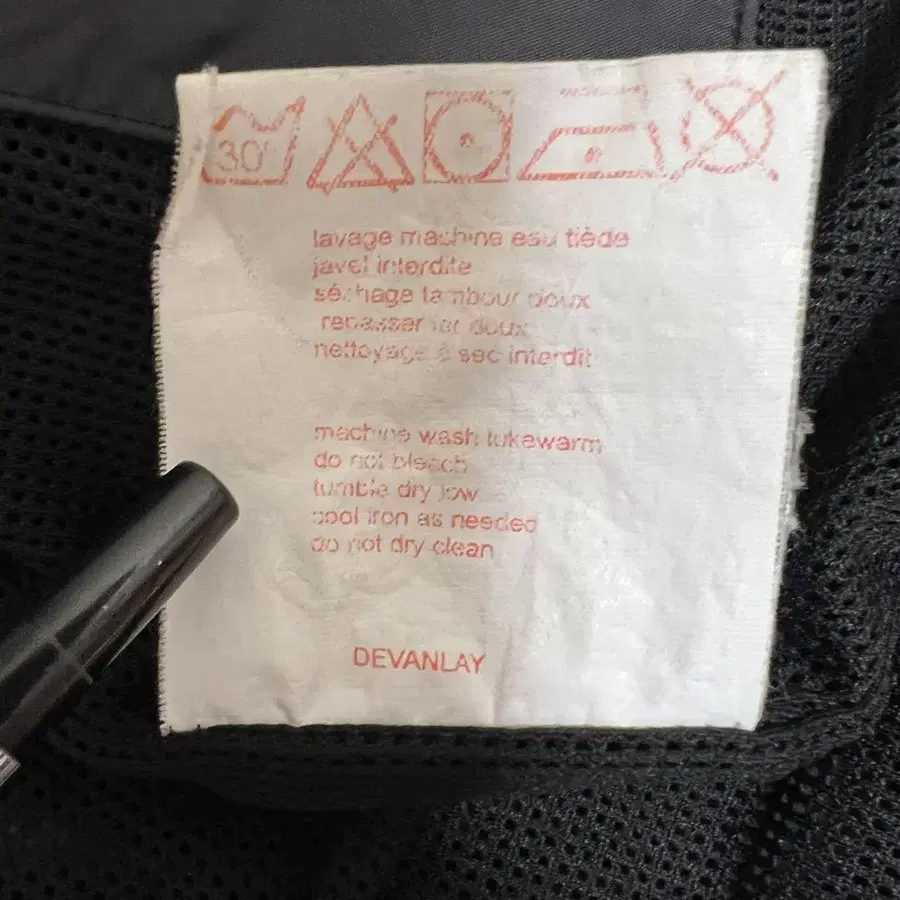 30°
lavage machine eau tiède
javel interdite
séchage tambour doux
repasser fer doux
nettoyage à sec interdit
machine wash lukewarm
do not bleach
tumble dry low
cool iron as needed
do not dry clean
DEVANLAY